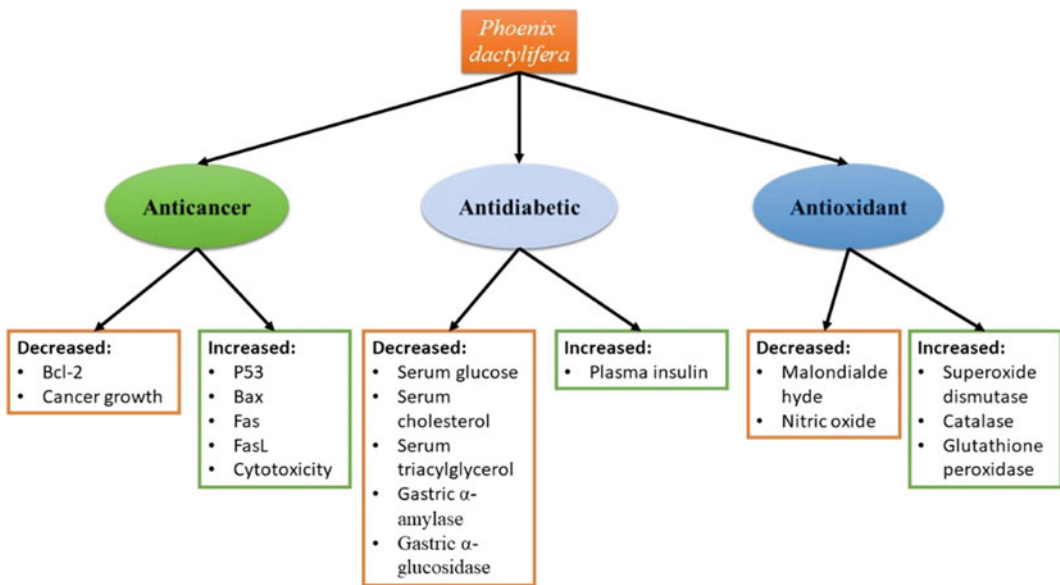 Phoenix
dactylifera
Anticancer
Antidiabetic
Antioxidant
Decreased:
• Bcl-2
• Cancer growth
Increased:
• P53
• Bax
• Fas
• FasL
• Cytotoxicity
Decreased:
• Serum glucose
• Serum
cholesterol
• Serum
triacylglycerol
• Gastric α-
amylase
• Gastric α-
glucosidase
Increased:
• Plasma insulin
Decreased:
• Malondialde
hyde
• Nitric oxide
Increased:
• Superoxide
dismutase
• Catalase
• Glutathione
peroxidase